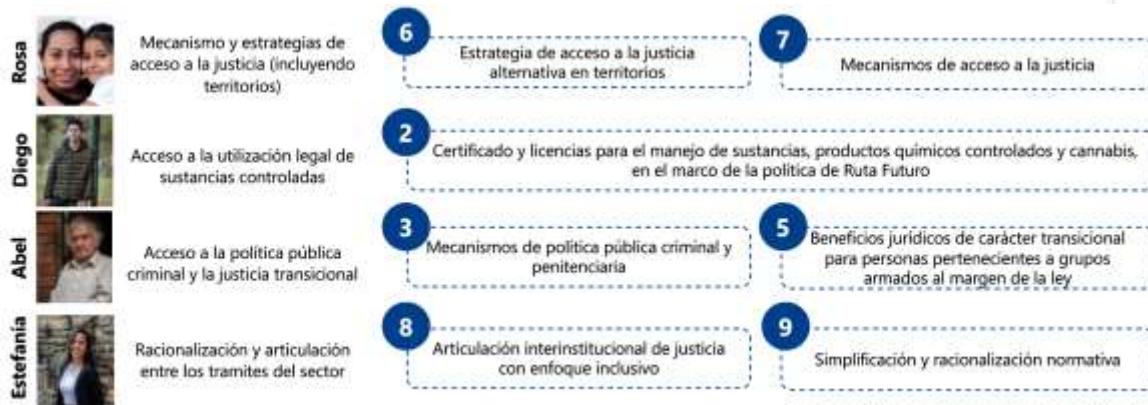 Rosa
Mecanismo y estrategias de
acceso a la justicia (incluyendo
territorios)
6
Estrategia de acceso a la justicia
alternativa en territorios
7
Mecanismos de acceso a la justicia
Diego
Acceso a la utilización legal de
sustancias controladas
2
Certificado y licencias para el manejo de sustancias, productos químicos controlados y cannabis,
en el marco de la política de Ruta Futuro
Abel
Acceso a la política pública
criminal y la justicia transicional
3
Mecanismos de política pública criminal y
penitenciaria
5
Beneficios jurídicos de carácter transicional
para personas pertenecientes a grupos
armados al margen de la ley
Estefanía
Racionalización y articulación
entre los tramites del sector
8
Articulación interinstitucional de justicia
con enfoque inclusivo
9
Simplificación y racionalización normativa